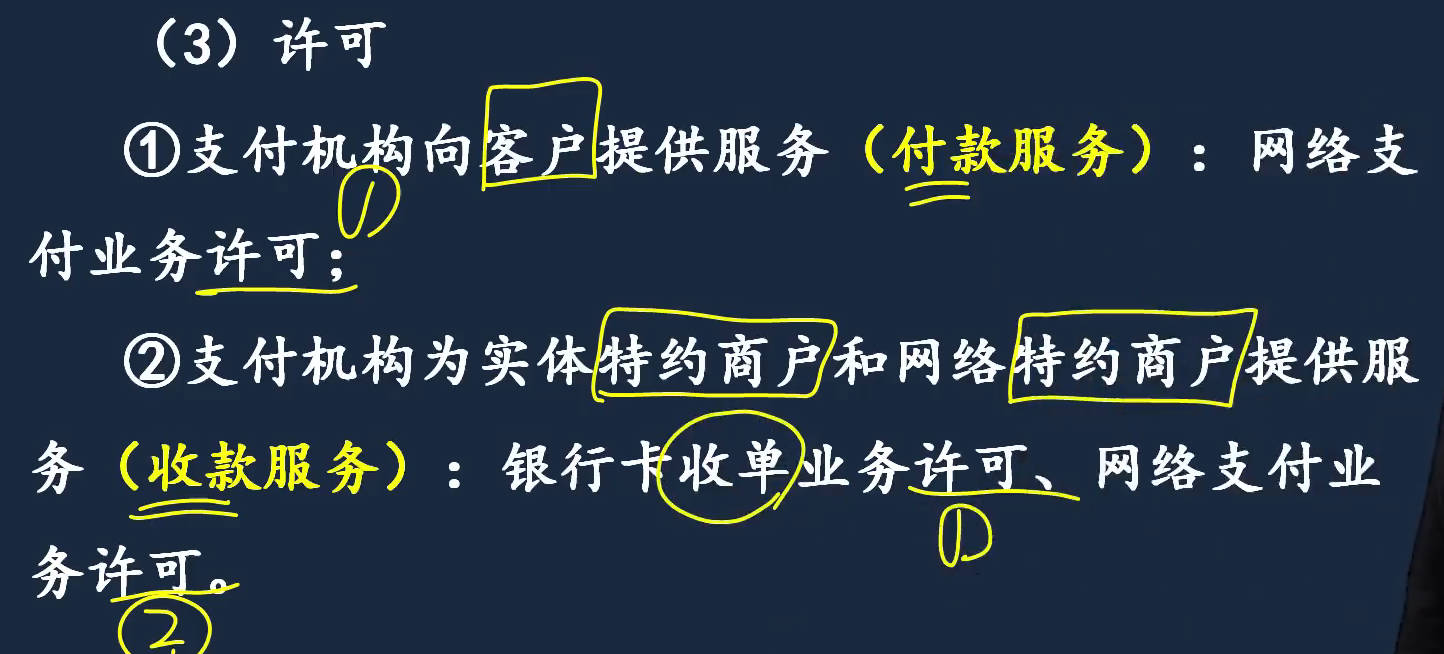 （3）许可
①支付机构向客户提供服务（付款服务）：网络支
付业务许可；
①
②支付机构为实体特约商户和网络特约商户提供服
务（收款服务）：银行卡收单业务许可、网络支付业
①
务许可。
②